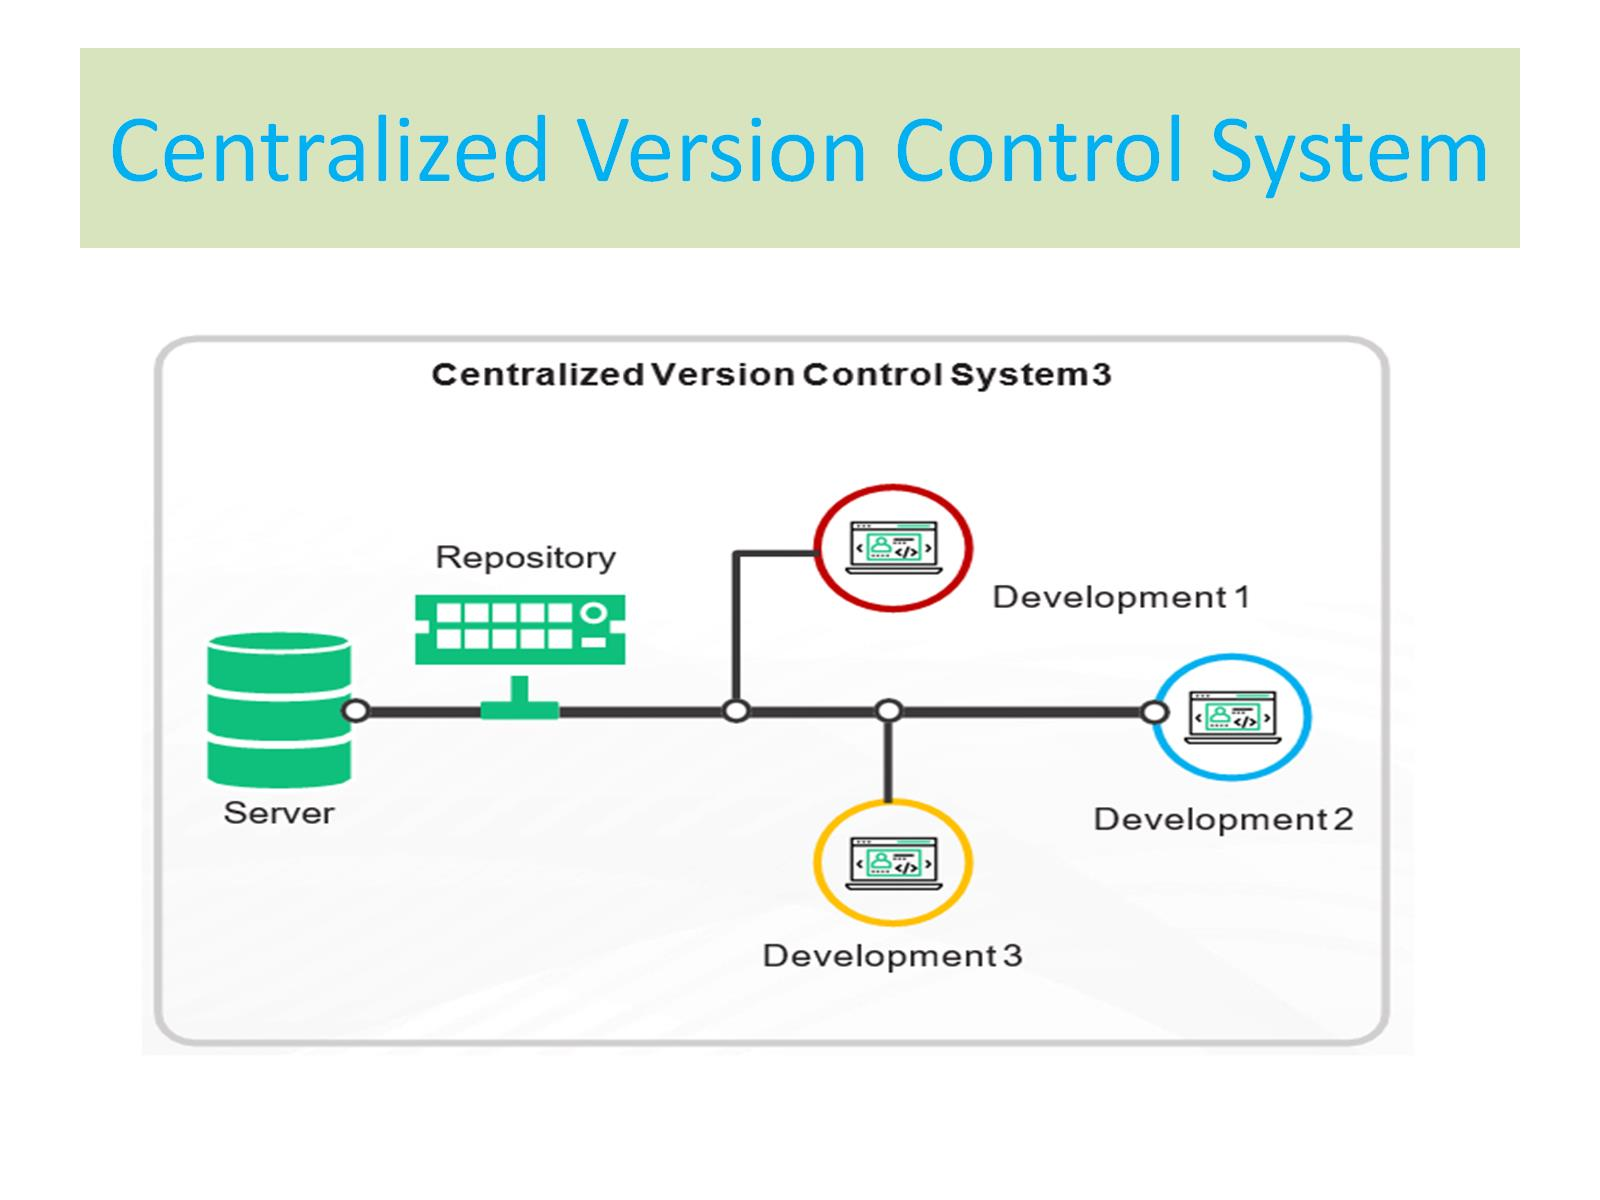 Centralized Version Control System
Centralized Version Control System3
Repository
Development 1
Server
Development 2
Development 3